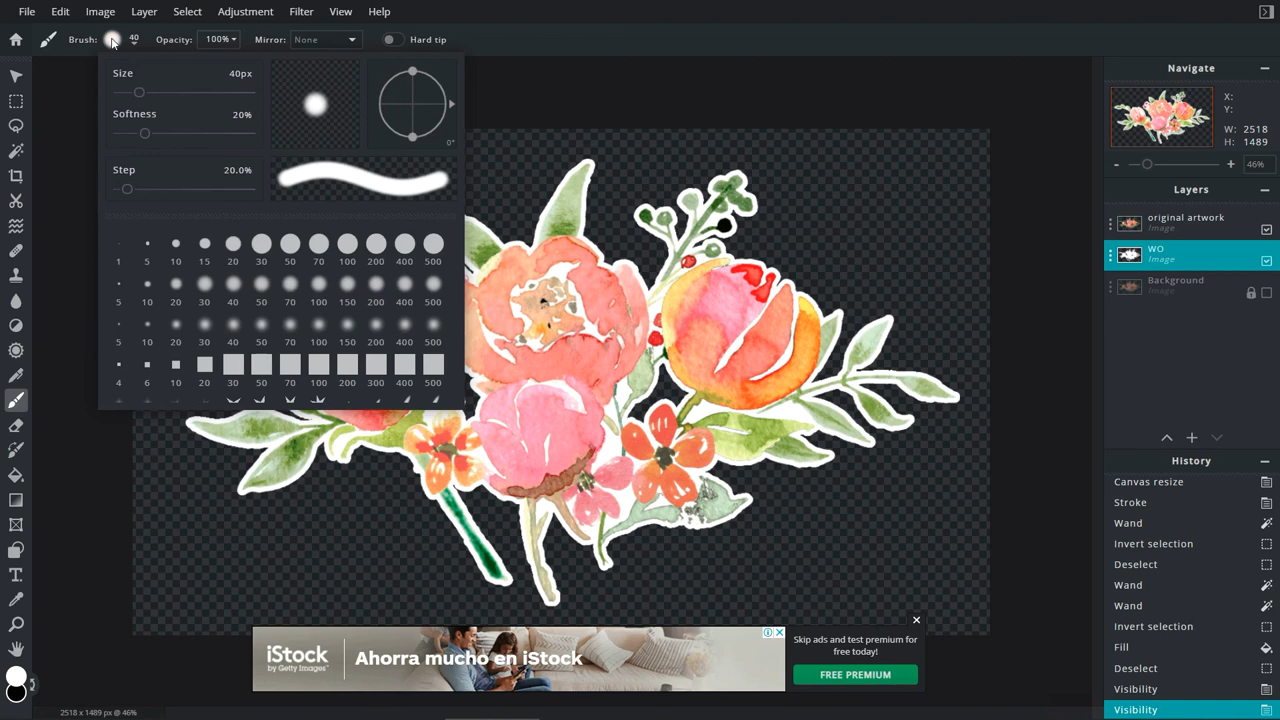 File Edit Image Layer Select Adjustment Filter View Help
Brush: 40 Opacity: 100% Mirror: None Hard tip
Size 40px
Softness 20%
0°
Step 20.0%
1 5 10 15 20 30 50 70 100 200 400 500
5 10 20 30 40 50 70 100 150 200 400 500
5 10 20 30 40 50 70 100 150 200 400 500
4 6 10 20 30 50 70 100 200 300 400 500
Navigate
X:
Y:
W: 2518
H: 1489
- + 46%
Layers
original artwork
Image
WO
Image
Background
Image
History
Canvas resize
Stroke
Wand
Invert selection
Deselect
Wand
Wand
Invert selection
Fill
Deselect
Visibility
Visibility
iStock
by Getty Images™
Ahorra mucho en iStock
Skip ads and test premium for
free today!
FREE PREMIUM
2518 x 1489 px @ 46%